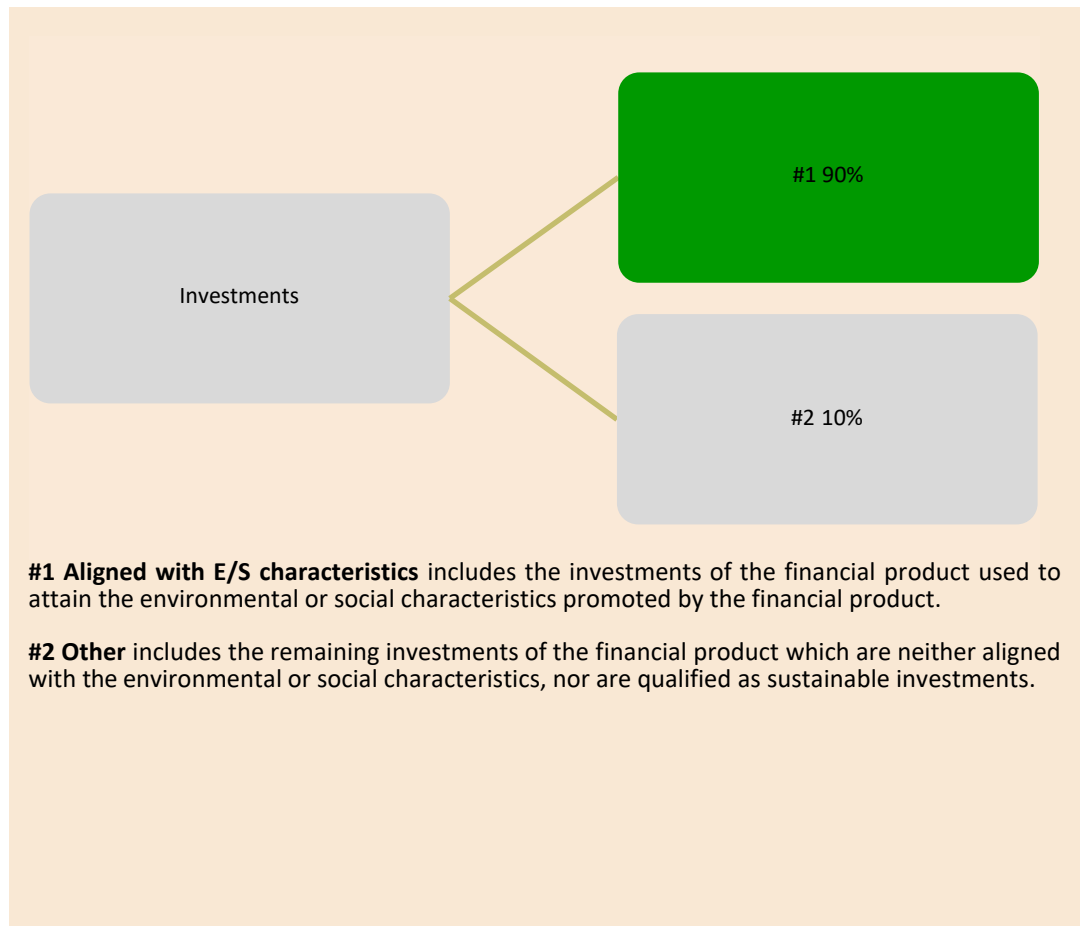 #1 90%
Investments
#2 10%
#1 Aligned with E/S characteristics includes the investments of the financial product used to
attain the environmental or social characteristics promoted by the financial product.
#2 Other includes the remaining investments of the financial product which are neither aligned
with the environmental or social characteristics, nor are qualified as sustainable investments.